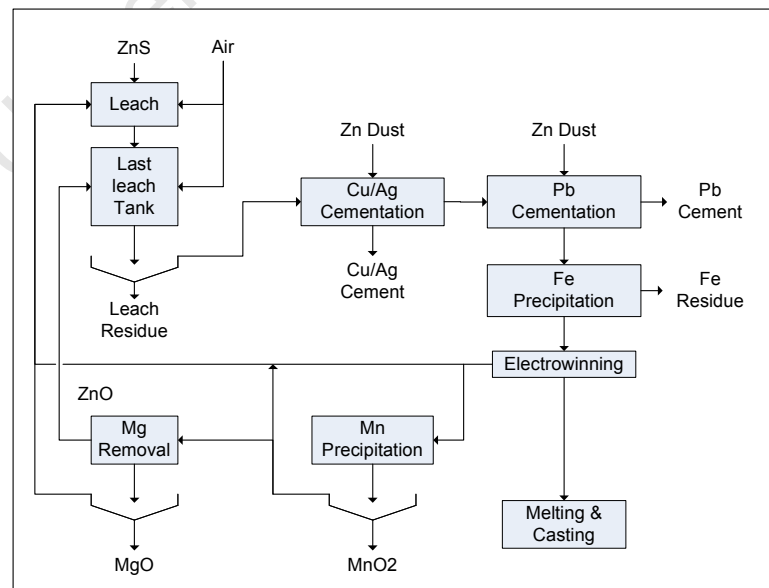 ZnS
Air
Leach
Last
leach
Tank
Leach
Residue
Zn Dust
Zn Dust
Cu/Ag
Cementation
Pb
Cementation
Pb
Cement
Cu/Ag
Cement
Fe
Precipitation
Fe
Residue
Electrowinning
ZnO
Mg
Removal
Mn
Precipitation
Melting &
Casting
MgO
MnO2